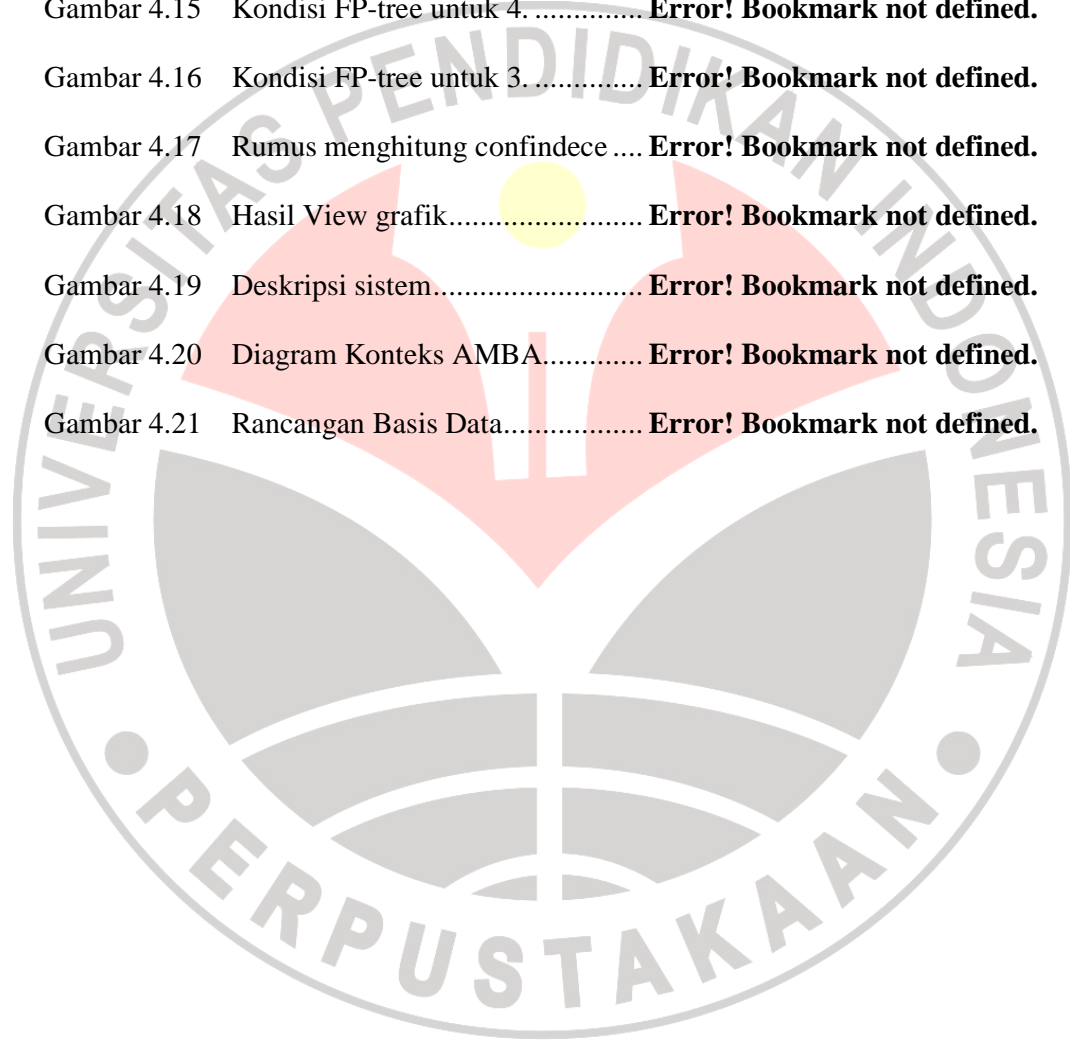 Gambar 4.15 Kondisi FP-tree untuk 4. ............. Error! Bookmark not defined.
Gambar 4.16 Kondisi FP-tree untuk 3. ............. Error! Bookmark not defined.
Gambar 4.17 Rumus menghitung confindece .... Error! Bookmark not defined.
Gambar 4.18 Hasil View grafik........................ Error! Bookmark not defined.
Gambar 4.19 Deskripsi sistem.......................... Error! Bookmark not defined.
Gambar 4.20 Diagram Konteks AMBA............. Error! Bookmark not defined.
Gambar 4.21 Rancangan Basis Data................. Error! Bookmark not defined.
UNIVERSITAS PENDIDIKAN INDONESIA
PERPUSTAKAAN